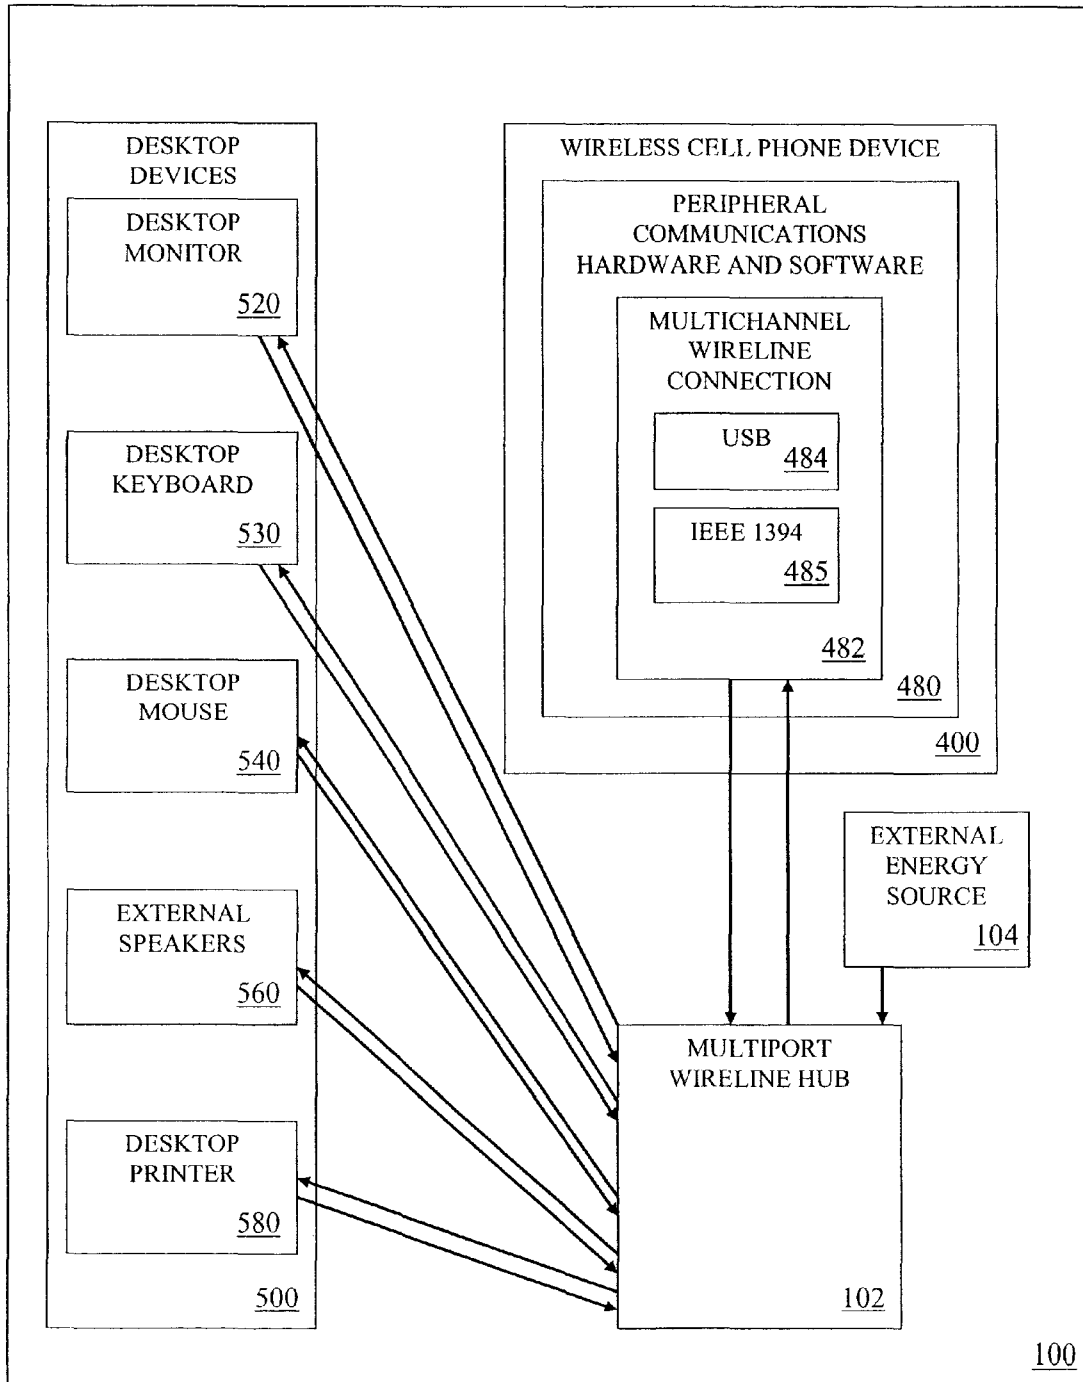 DESKTOP
DEVICES
DESKTOP
MONITOR
520
DESKTOP
KEYBOARD
530
DESKTOP
MOUSE
540
EXTERNAL
SPEAKERS
560
DESKTOP
PRINTER
580
500
WIRELESS CELL PHONE DEVICE
PERIPHERAL
COMMUNICATIONS
HARDWARE AND SOFTWARE
MULTICHANNEL
WIRELINE
CONNECTION
USB
484
IEEE 1394
485
482
480
400
EXTERNAL
ENERGY
SOURCE
104
MULTIPORT
WIRELINE HUB
102
100